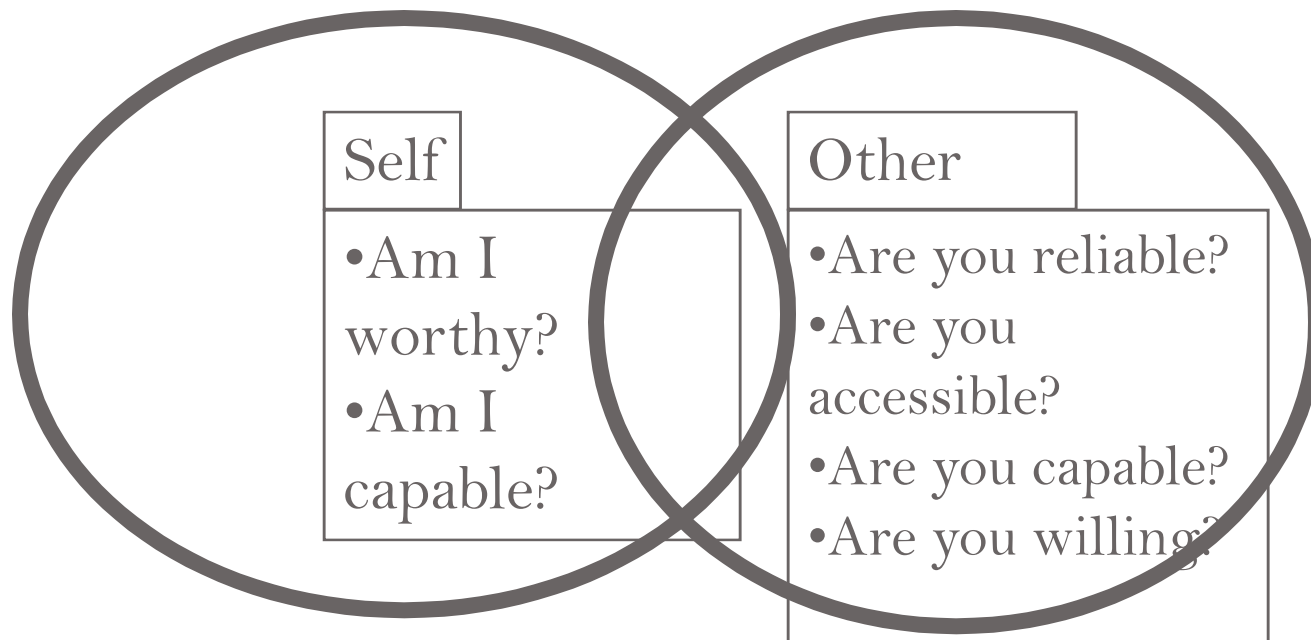 Self
•Am I
worthy?
•Am I
capable?
Other
•Are you reliable?
•Are you
accessible?
•Are you capable?
•Are you willing?